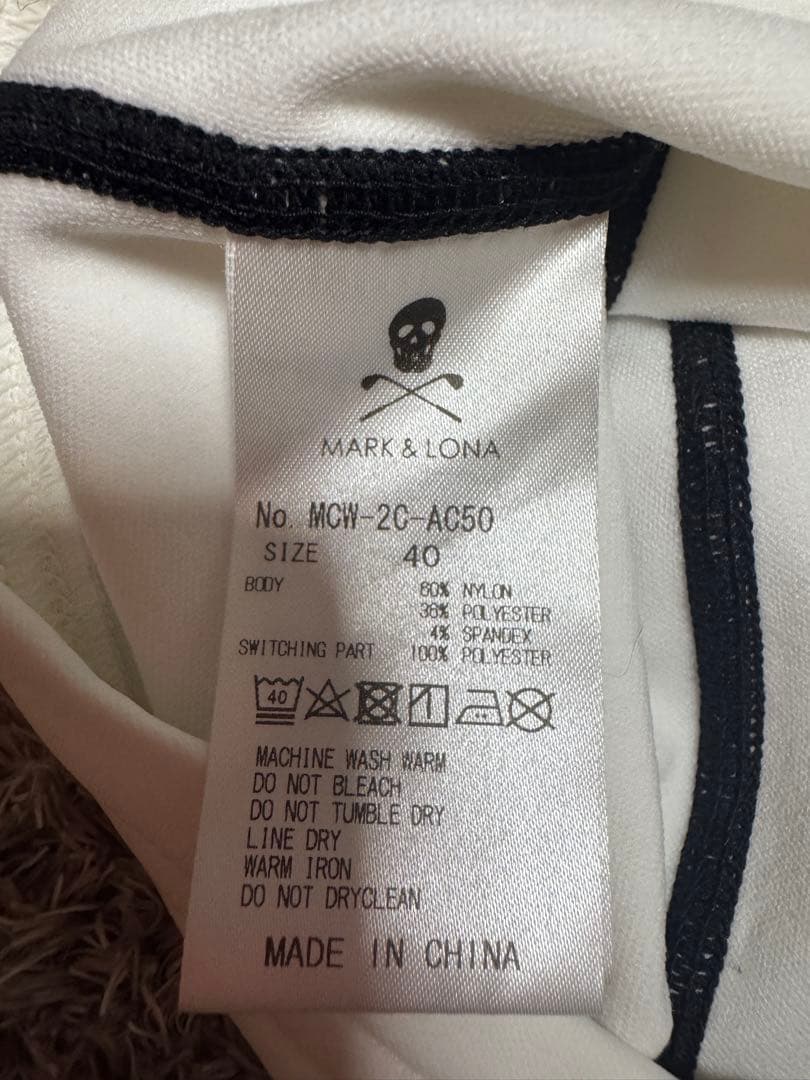 MARK & LONA
No. MCW-2C-AC50
SIZE 40
BODY 60% NYLON
36% POLYESTER
4% SPANDEX
SWITCHING PART 100% POLYESTER
40
MACHINE WASH WARM
DO NOT BLEACH
DO NOT TUMBLE DRY
LINE DRY
WARM IRON
DO NOT DRYCLEAN
MADE IN CHINA